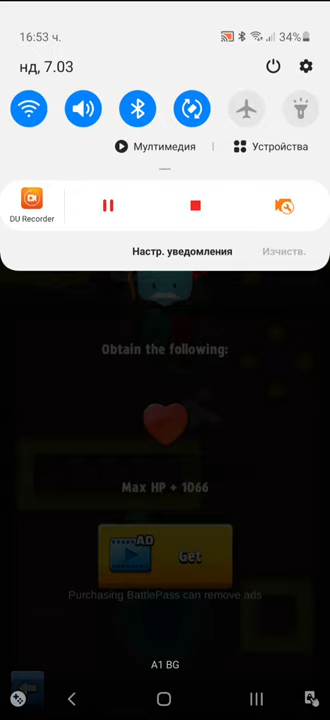 16:53 ч.
34%
нд, 7.03
Мултимедия
Устройства
DU Recorder
Настр. уведомления
Изчиств.
Obtain the following:
Max HP + 1066
AD
Get
Purchasing BattlePass can remove ads
A1 BG